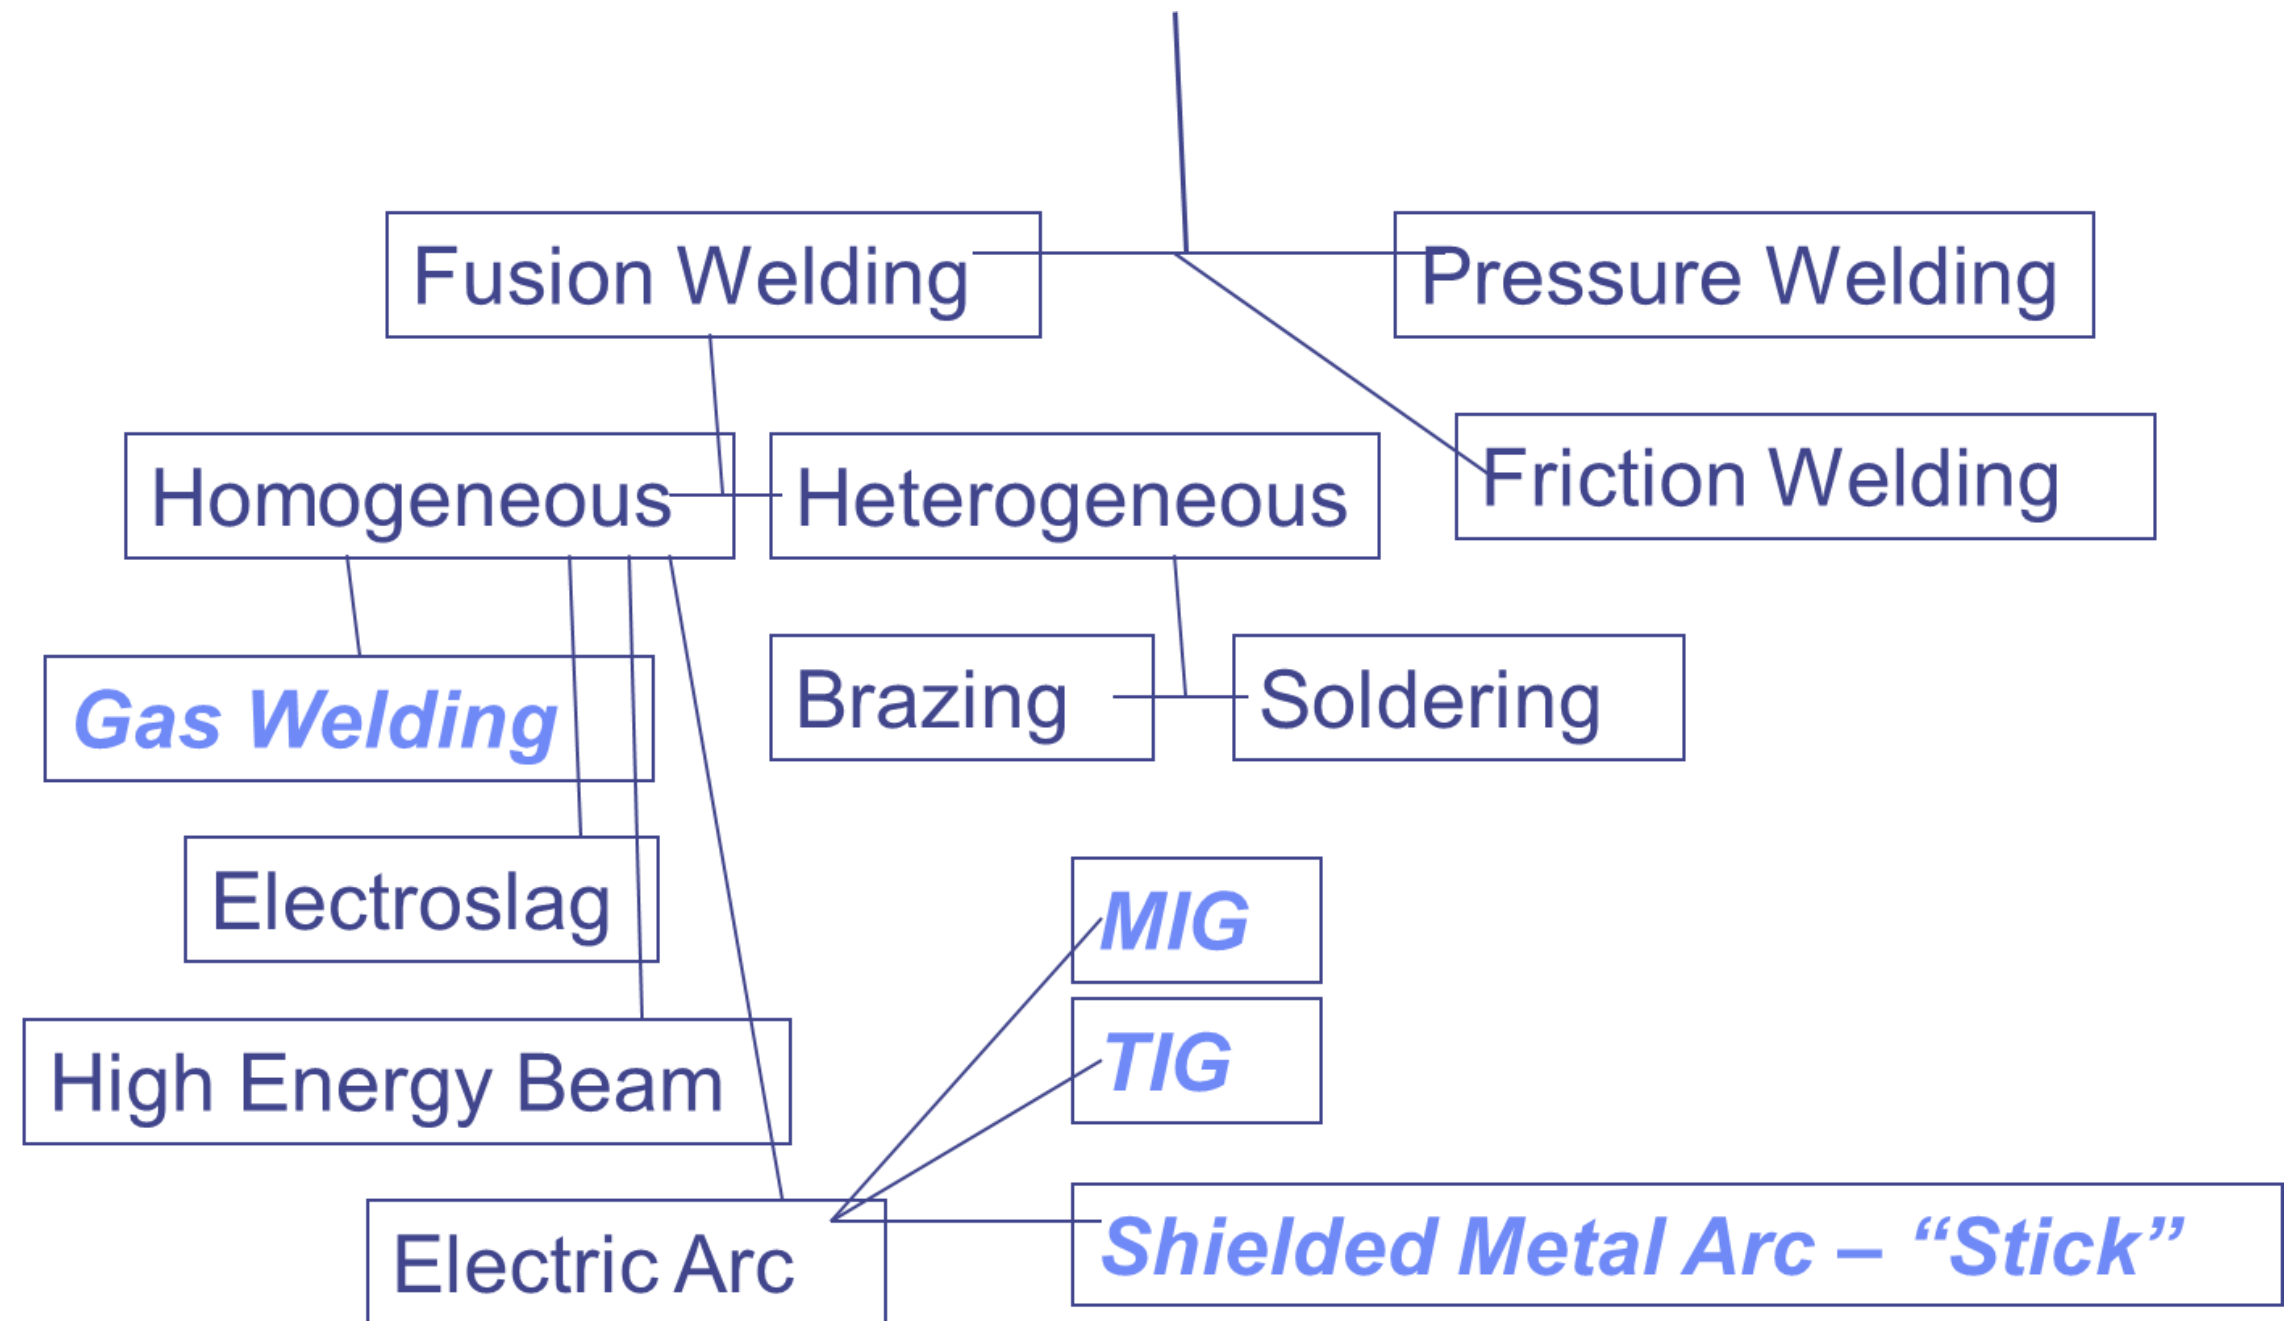 Fusion Welding
Pressure Welding
Homogeneous
Heterogeneous
Friction Welding
Gas Welding
Brazing
Soldering
Electroslag
MIG
High Energy Beam
TIG
Electric Arc
Shielded Metal Arc – “Stick”